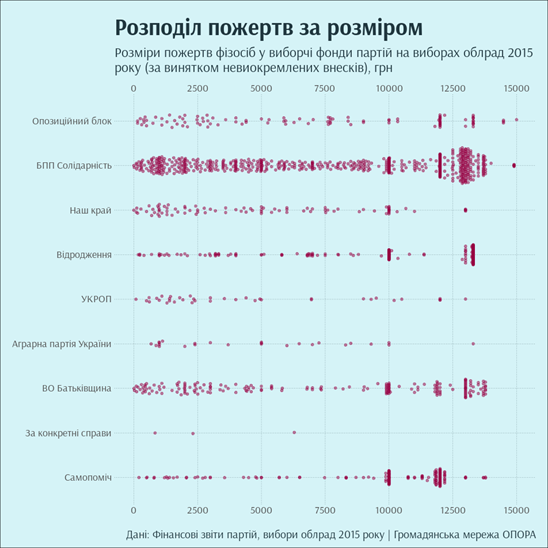 Розподіл пожертв за розміром
Розміри пожертв фізосіб у виборчі фонди партій на виборах облрад 2015
року (за винятком невиокремлених внесків), грн
0 2500 5000 7500 10000 12500 15000
Опозиційний блок
БПП Солідарність
Наш край
Відродження
УКРОП
Аграрна партія України
ВО Батьківщина
За конкретні справи
Самопоміч
0 2500 5000 7500 10000 12500 15000
Дані: Фінансові звіти партій, вибори облрад 2015 року | Громадянська мережа ОПОРА